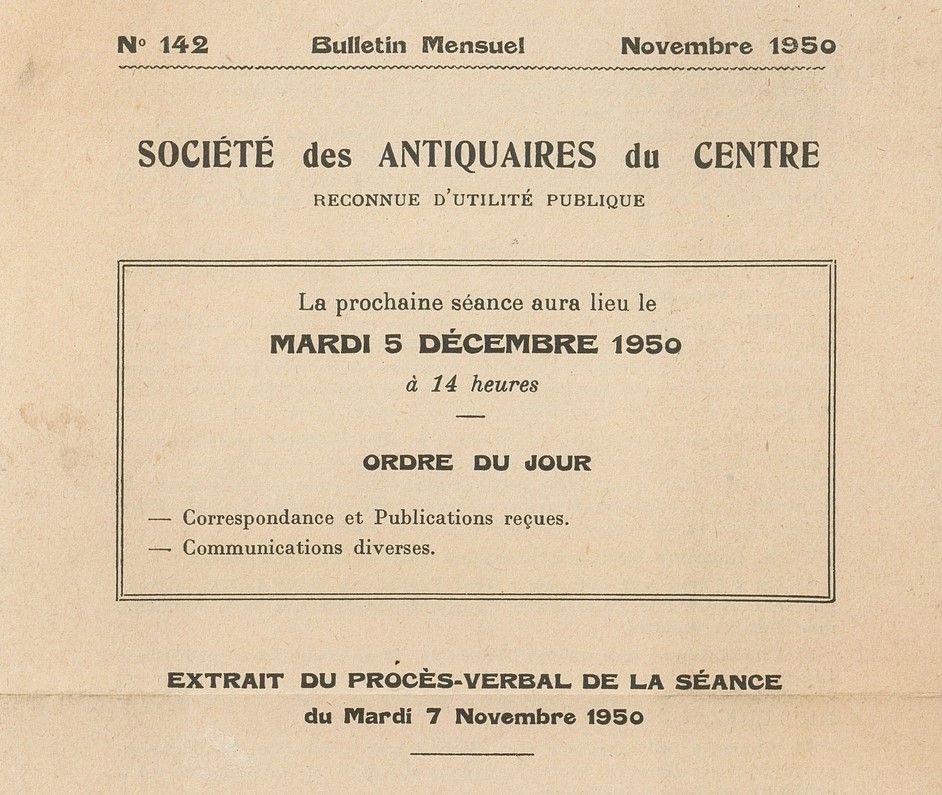 Nº 142 Bulletin Mensuel Novembre 1950
SOCIÉTÉ des ANTIQUAIRES du CENTRE
RECONNUE D'UTILITÉ PUBLIQUE
La prochaine séance aura lieu le
MARDI 5 DÉCEMBRE 1950
à 14 heures
ORDRE DU JOUR
— Correspondance et Publications reçues.
— Communications diverses.
EXTRAIT DU PROCÈS-VERBAL DE LA SÉANCE
du Mardi 7 Novembre 1950